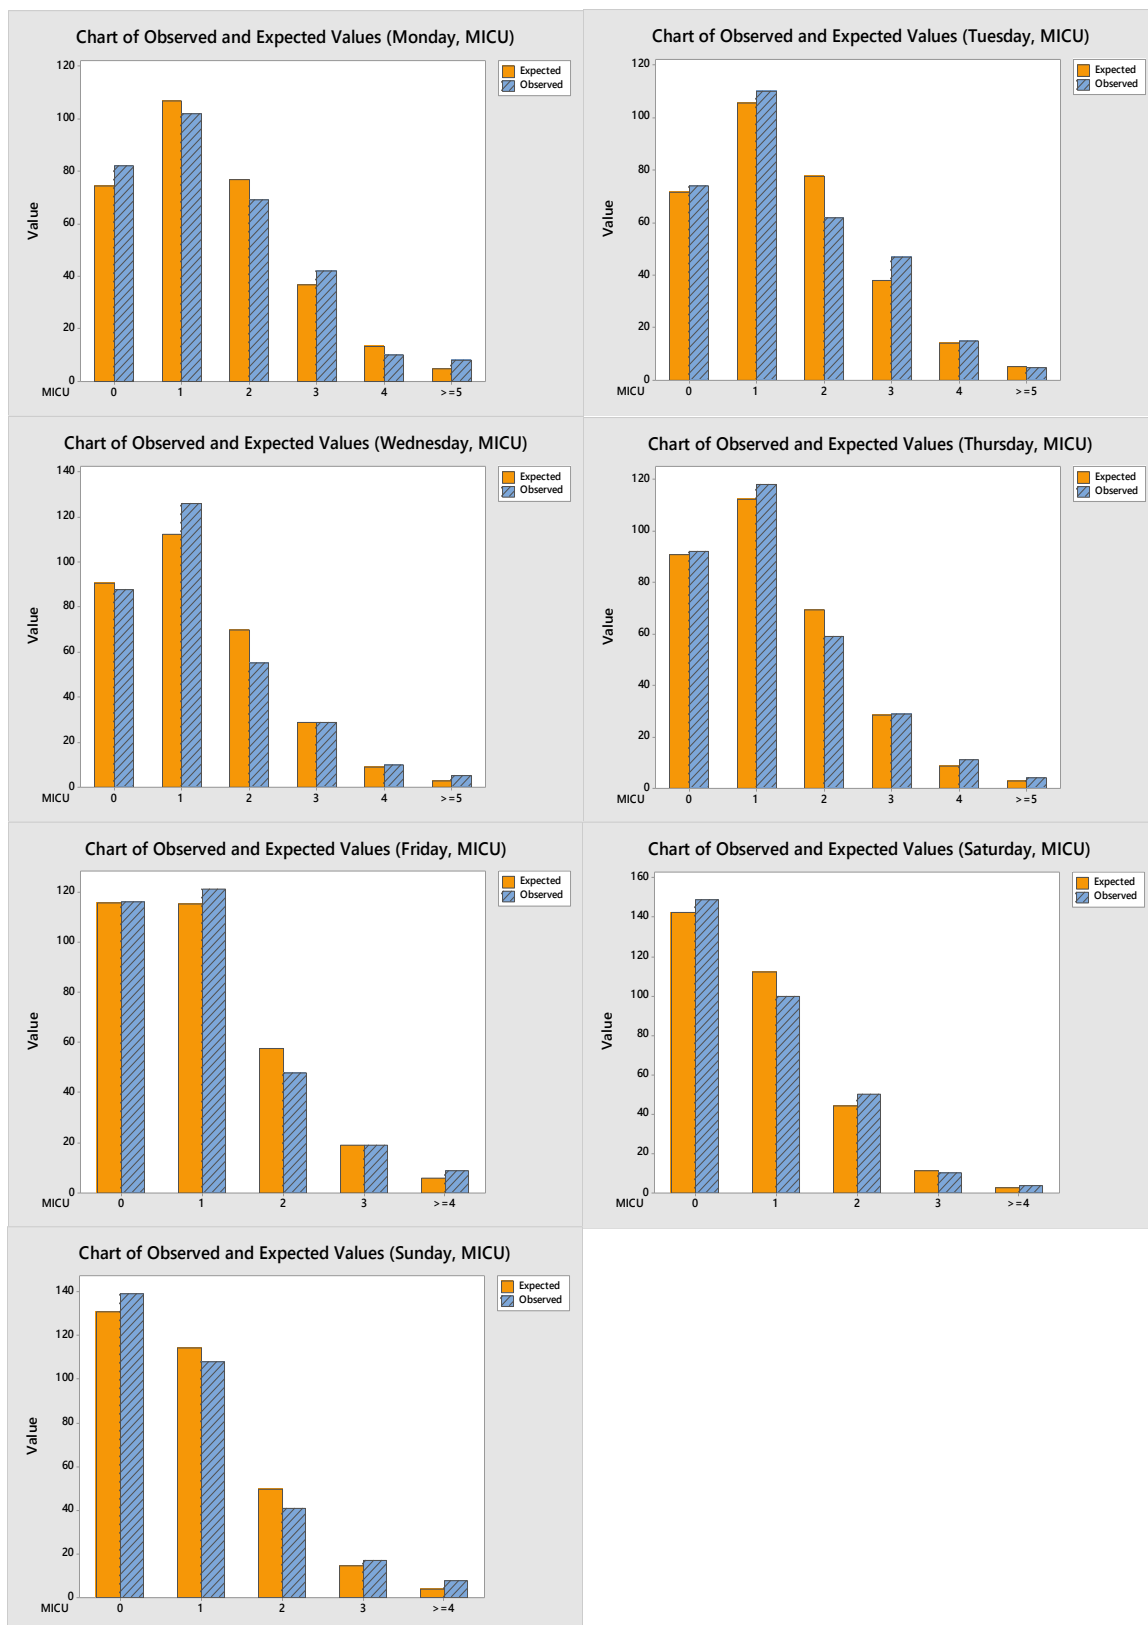 Chart of Observed and Expected Values (Monday, MICU)
120
100
80
60
40
20
0
Value
MICU 0 1 2 3 4 >=5
Expected
Observed
Chart of Observed and Expected Values (Tuesday, MICU)
120
100
80
60
40
20
0
Value
MICU 0 1 2 3 4 >=5
Expected
Observed
Chart of Observed and Expected Values (Wednesday, MICU)
140
120
100
80
60
40
20
0
Value
MICU 0 1 2 3 4 >=5
Expected
Observed
Chart of Observed and Expected Values (Thursday, MICU)
120
100
80
60
40
20
0
Value
MICU 0 1 2 3 4 >=5
Expected
Observed
Chart of Observed and Expected Values (Friday, MICU)
120
100
80
60
40
20
0
Value
MICU 0 1 2 3 >=4
Expected
Observed
Chart of Observed and Expected Values (Saturday, MICU)
160
140
120
100
80
60
40
20
0
Value
MICU 0 1 2 3 >=4
Expected
Observed
Chart of Observed and Expected Values (Sunday, MICU)
140
120
100
80
60
40
20
0
Value
MICU 0 1 2 3 >=4
Expected
Observed